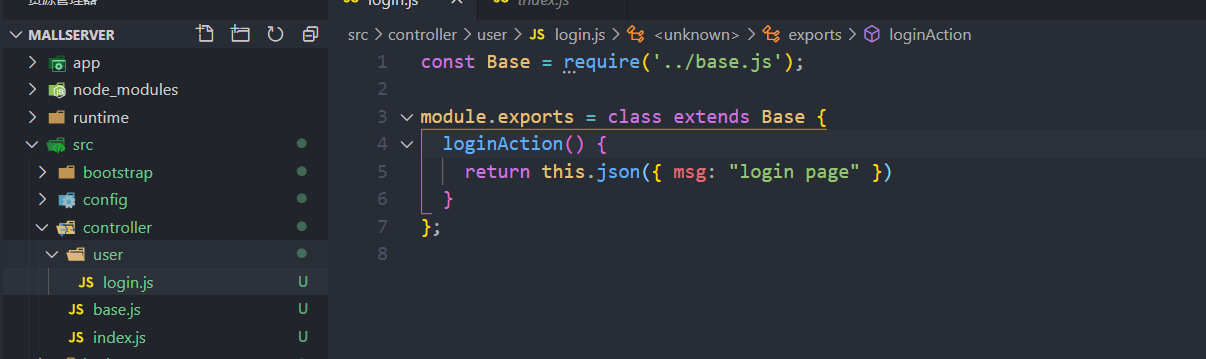 资源管理器
login.js
index.js
MALLSERVER
src > controller > user > JS login.js > <unknown> > exports > loginAction
app
node_modules
runtime
src
bootstrap
config
controller
user
JS login.js U
JS base.js U
JS index.js U
1 const Base = require('../base.js');
2
3 module.exports = class extends Base {
4 loginAction() {
5 return this.json({ msg: "login page" })
6 }
7 };
8